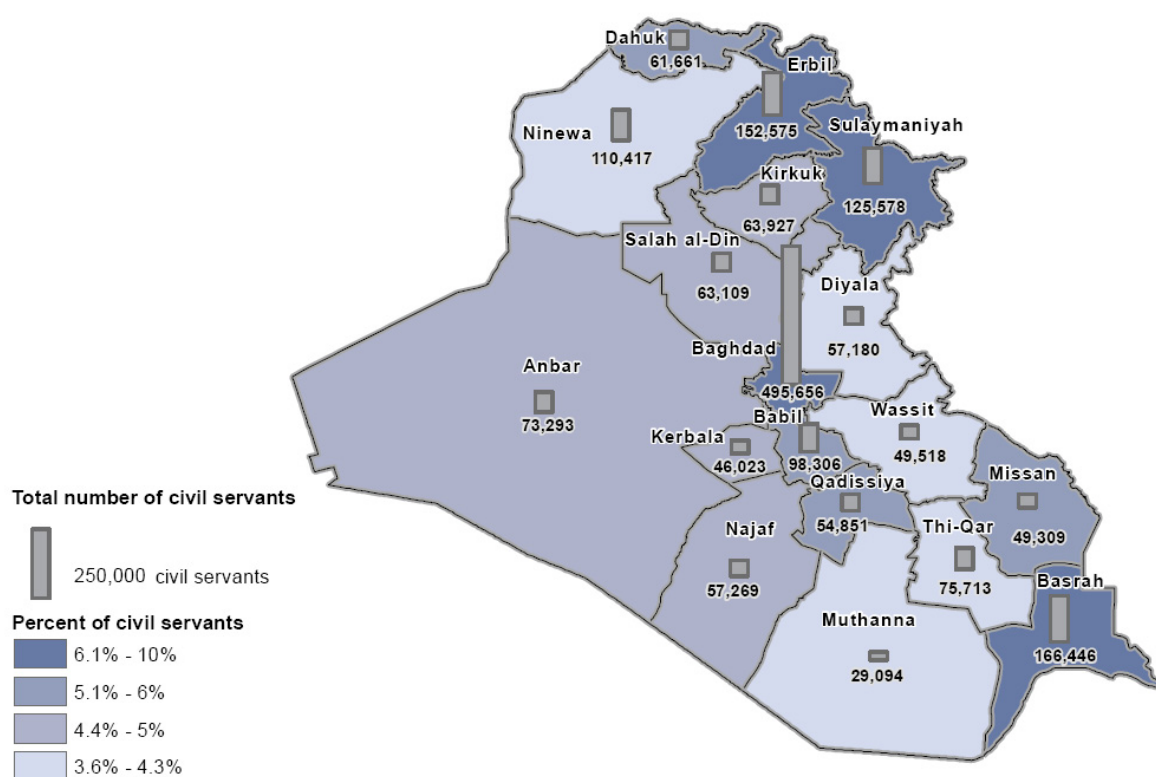 Dahuk
61,661
Erbil
152,575
Sulaymaniyah
125,578
Ninewa
110,417
Kirkuk
63,927
Salah al-Din
63,109
Diyala
57,180
Baghdad
495,656
Anbar
73,293
Babil
98,306
Wassit
49,518
Kerbala
46,023
Qadissiya
54,851
Missan
49,309
Najaf
57,269
Thi-Qar
75,713
Basrah
166,446
Muthanna
29,094
Total number of civil servants
250,000 civil servants
Percent of civil servants
6.1% - 10%
5.1% - 6%
4.4% - 5%
3.6% - 4.3%